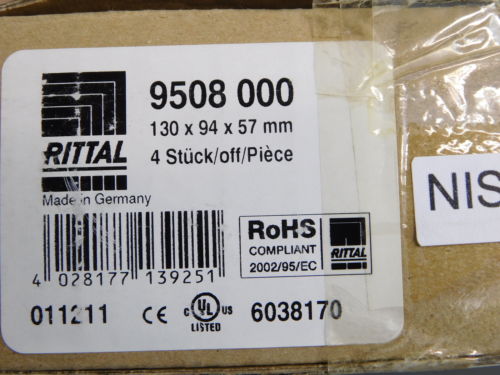 9508 000
130 x 94 x 57 mm
RITTAL
4 Stück/off/Pièce
Made in Germany
RoHS
COMPLIANT
2002/95/EC
RITTAL
4 028177 139251
011211 CE c UL US LISTED 6038170
NIS